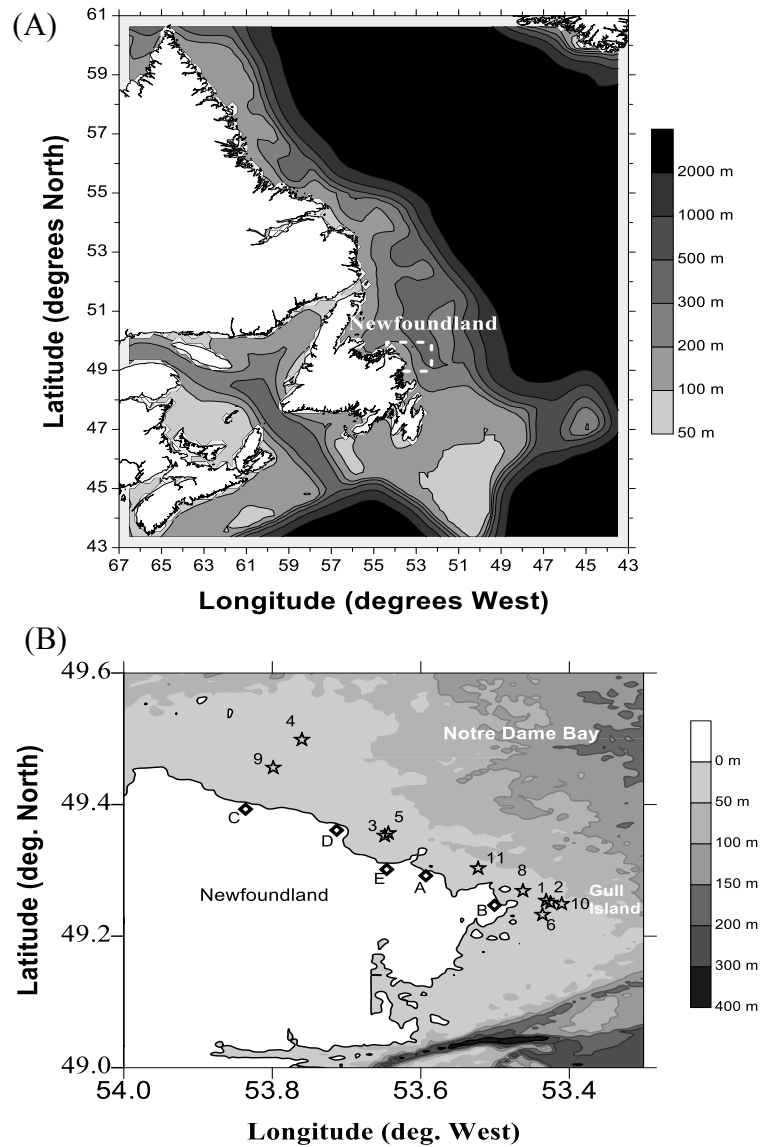 (A)
61
59
57
55
53
51
49
47
45
43
Latitude (degrees North)
Newfoundland
67 65 63 61 59 57 55 53 51 49 47 45 43
Longitude (degrees West)
2000 m
1000 m
500 m
300 m
200 m
100 m
50 m
(B)
49.6
49.4
49.2
49.0
Latitude (deg. North)
4
Notre Dame Bay
9
C
D
3 5
E
A
11
8
B
1 2
10
6
Gull
Island
Newfoundland
54.0 53.8 53.6 53.4
Longitude (deg. West)
0 m
50 m
100 m
150 m
200 m
300 m
400 m